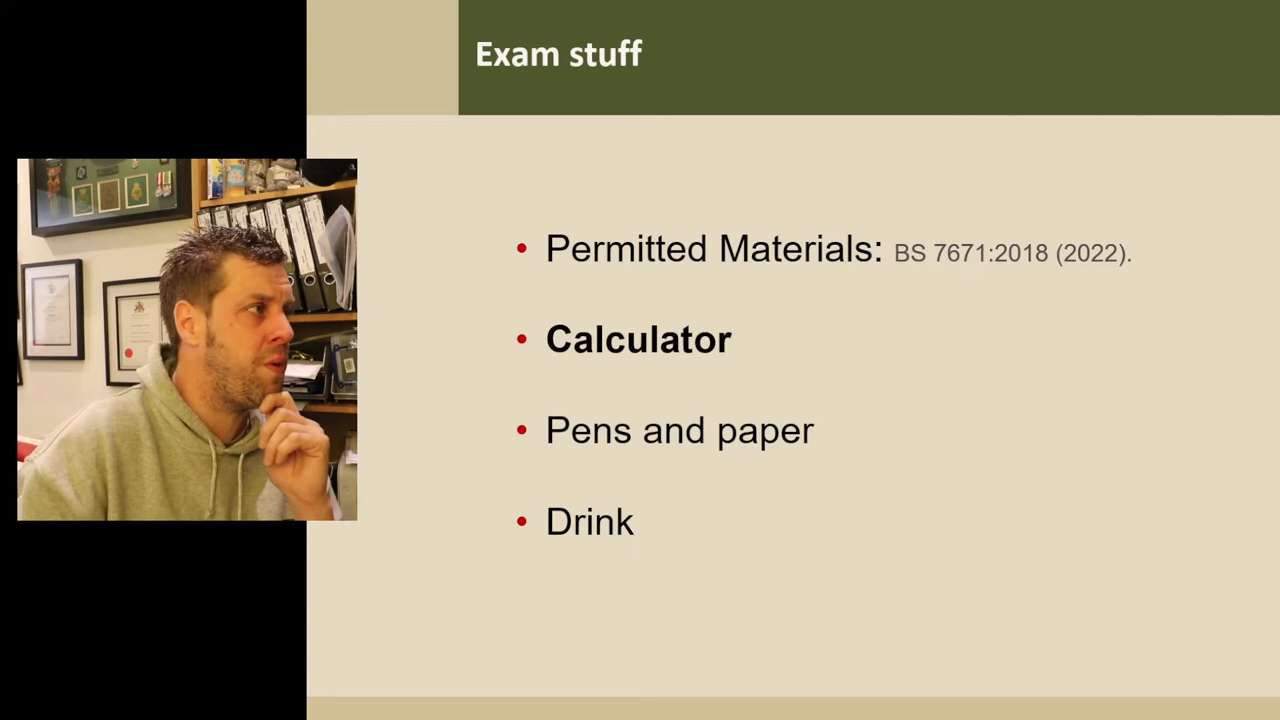 Exam stuff
• Permitted Materials: BS 7671:2018 (2022).
• Calculator
• Pens and paper
• Drink